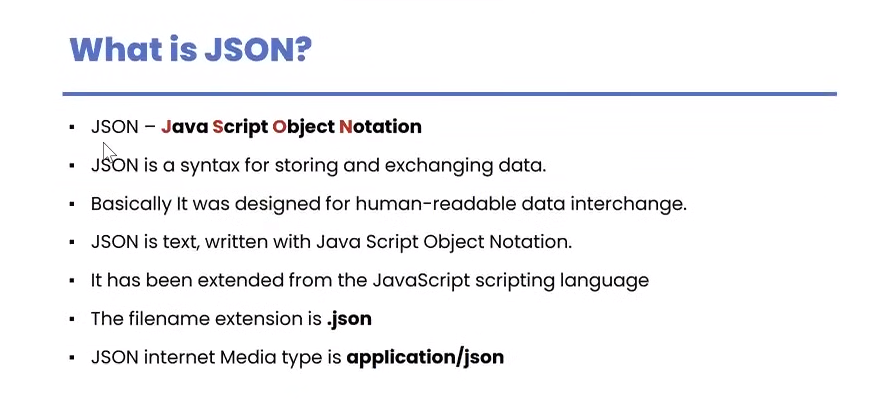 What is JSON?
▪ JSON – Java Script Object Notation
▪ JSON is a syntax for storing and exchanging data.
▪ Basically It was designed for human-readable data interchange.
▪ JSON is text, written with Java Script Object Notation.
▪ It has been extended from the JavaScript scripting language
▪ The filename extension is .json
▪ JSON internet Media type is application/json